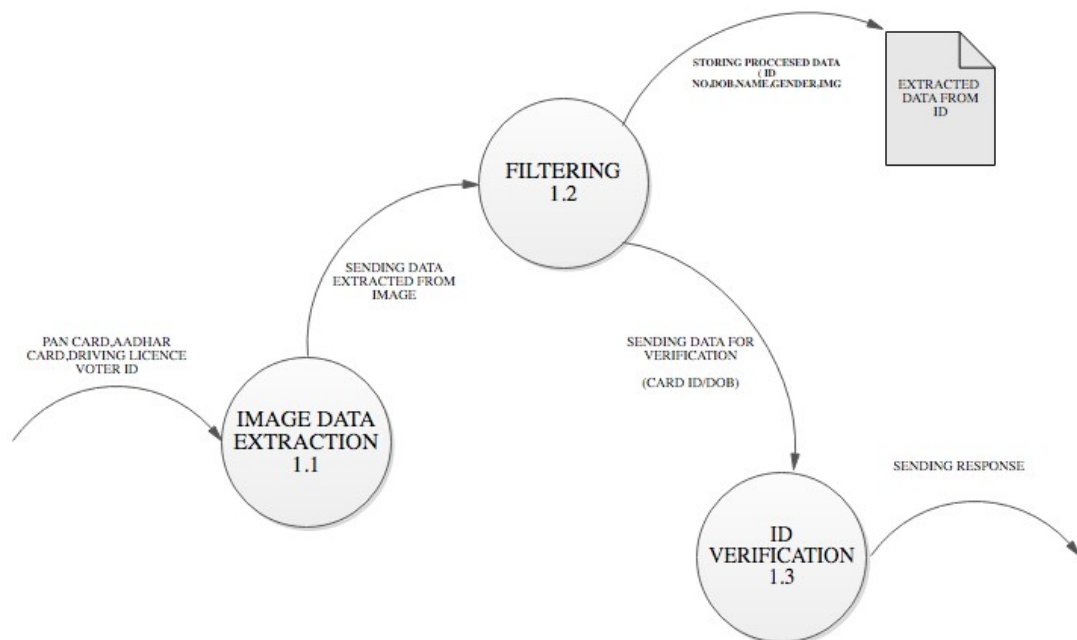 PAN CARD,AADHAR
CARD,DRIVING LICENCE
VOTER ID
IMAGE DATA
EXTRACTION
1.1
SENDING DATA
EXTRACTED FROM
IMAGE
FILTERING
1.2
STORING PROCCESED DATA
( ID
NO,DOB,NAME,GENDER,IMG
EXTRACTED
DATA FROM
ID
SENDING DATA FOR
VERIFICATION
(CARD ID/DOB)
ID
VERIFICATION
1.3
SENDING RESPONSE